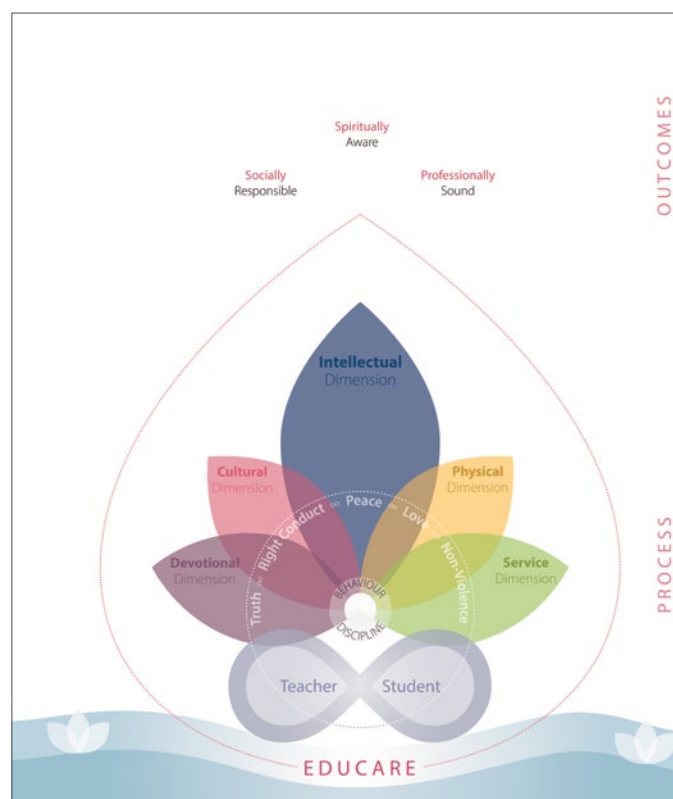 OUTCOMES
Spiritually
Aware
Socially
Responsible
Professionally
Sound
Intellectual
Dimension
Cultural
Dimension
Physical
Dimension
Devotional
Dimension
Service
Dimension
Truth ∞ Right Conduct ∞ Peace ∞ Love ∞ Non-Violence
BEHAVIOUR
DISCIPLINE
PROCESS
Teacher
Student
EDUCARE